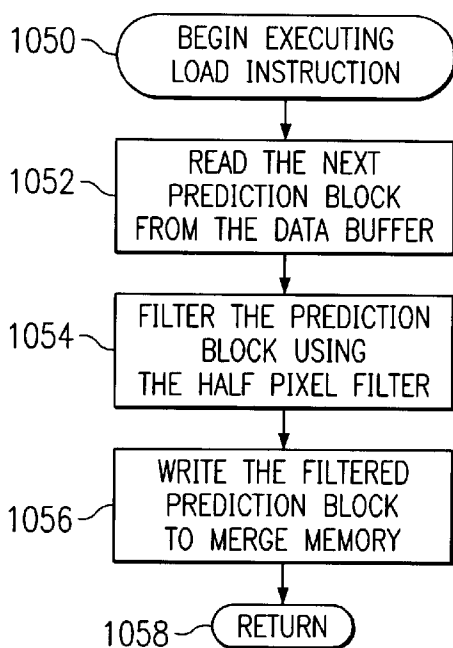 1050
BEGIN EXECUTING
LOAD INSTRUCTION
1052
READ THE NEXT
PREDICTION BLOCK
FROM THE DATA BUFFER
1054
FILTER THE PREDICTION
BLOCK USING
THE HALF PIXEL FILTER
1056
WRITE THE FILTERED
PREDICTION BLOCK
TO MERGE MEMORY
1058
RETURN